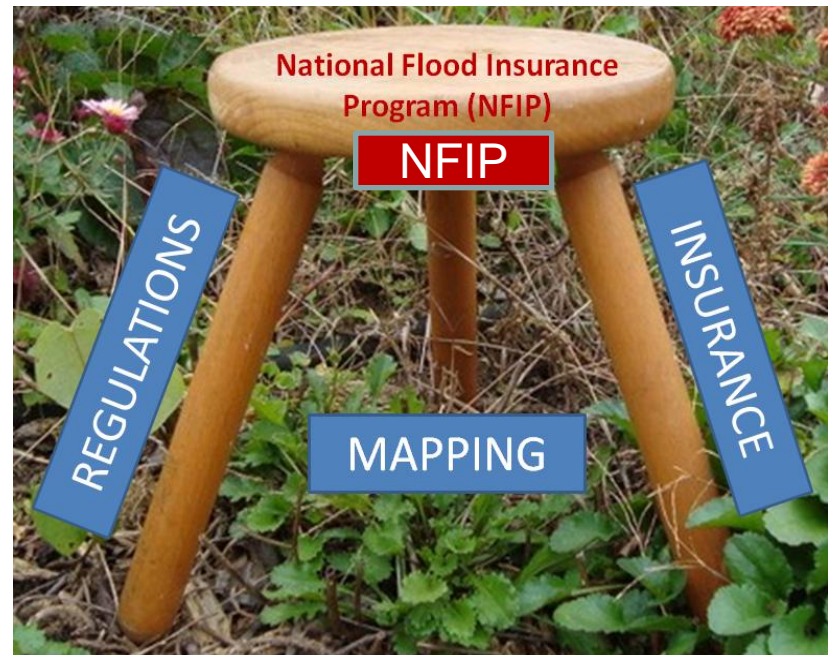 National Flood Insurance
Program (NFIP)
NFIP
REGULATIONS
MAPPING
INSURANCE